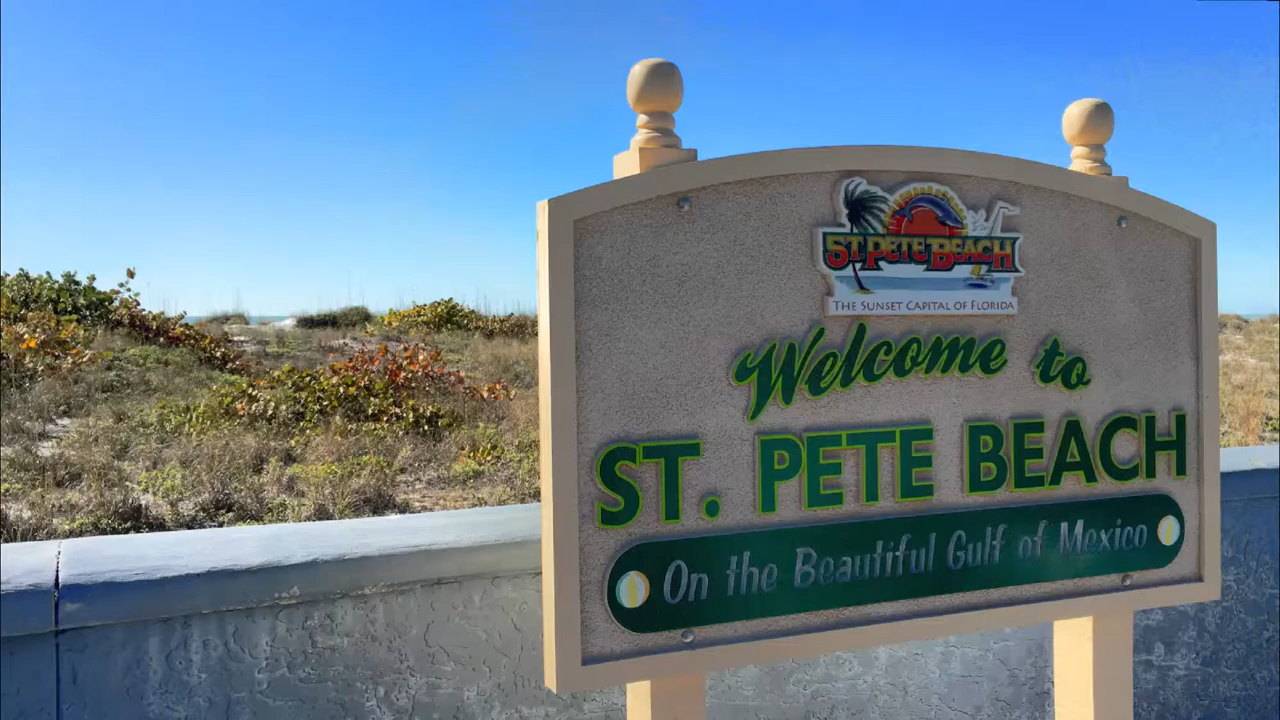 ST. PETE BEACH
THE SUNSET CAPITAL OF FLORIDA
Welcome to
ST. PETE BEACH
On the Beautiful Gulf of Mexico